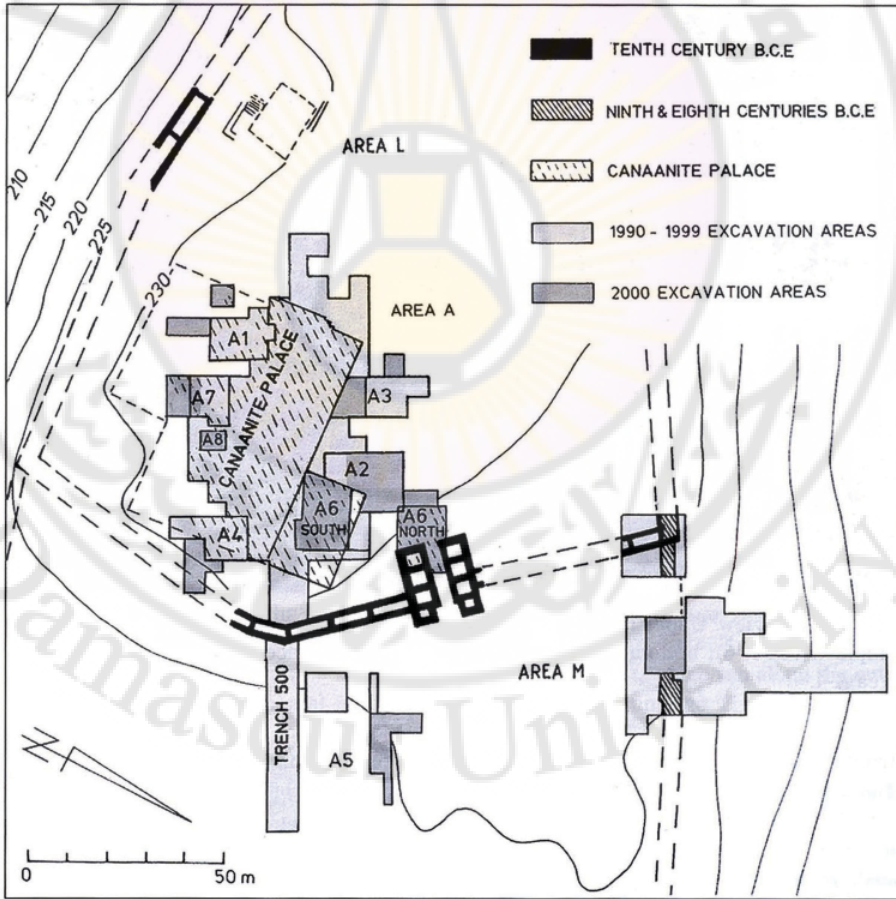 TENTH CENTURY B.C.E
NINTH & EIGHTH CENTURIES B.C.E
CANAANITE PALACE
1990 - 1999 EXCAVATION AREAS
2000 EXCAVATION AREAS
AREA L
210
215
220
225
230
AREA A
A1
CANAANITE PALACE
A7
A3
A8
A2
A6
SOUTH
A6
NORTH
A4
AREA M
TRENCH 500
A5
N
0 50 m
Damascus University